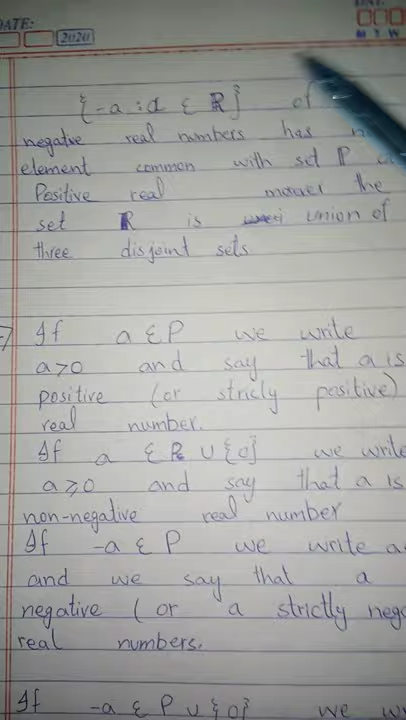 DATE:
2020
M T W
{-a : a ε R} of
negative real numbers has
element common with set P
Positive real morver the
set R is union of
three disjoint sets
If a ε P we write
a>0 and say that a is
positive (or stricly positive)
real number.
If a ε R ∪ {0} we write
a≥0 and say that a is
non-negative real number
If -a ε P we write a
and we say that a
negative (or a strictly neg
real numbers.
If -a ε P ∪ {0} we w